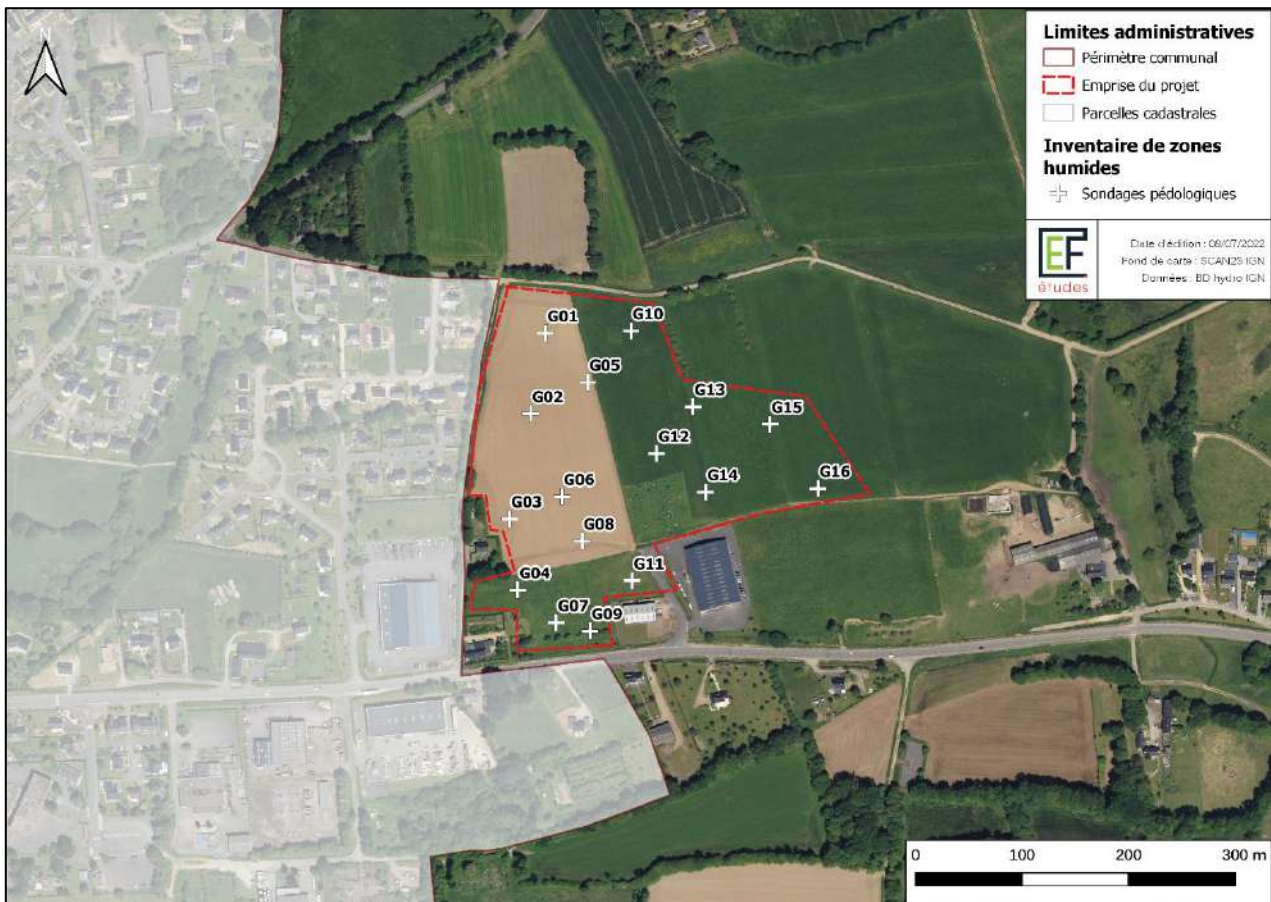 N
Limites administratives
Périmètre communal
Emprise du projet
Parcelles cadastrales
Inventaire de zones
humides
Sondages pédologiques
EF
études
Date d'édition : 08/07/2022
Fond de carte : SCAN25 IGN
Données : BD hydro IGN
G01
G10
G05
G13
G02
G15
G12
G06
G14
G16
G03
G08
G11
G04
G07
G09
0 100 200 300 m